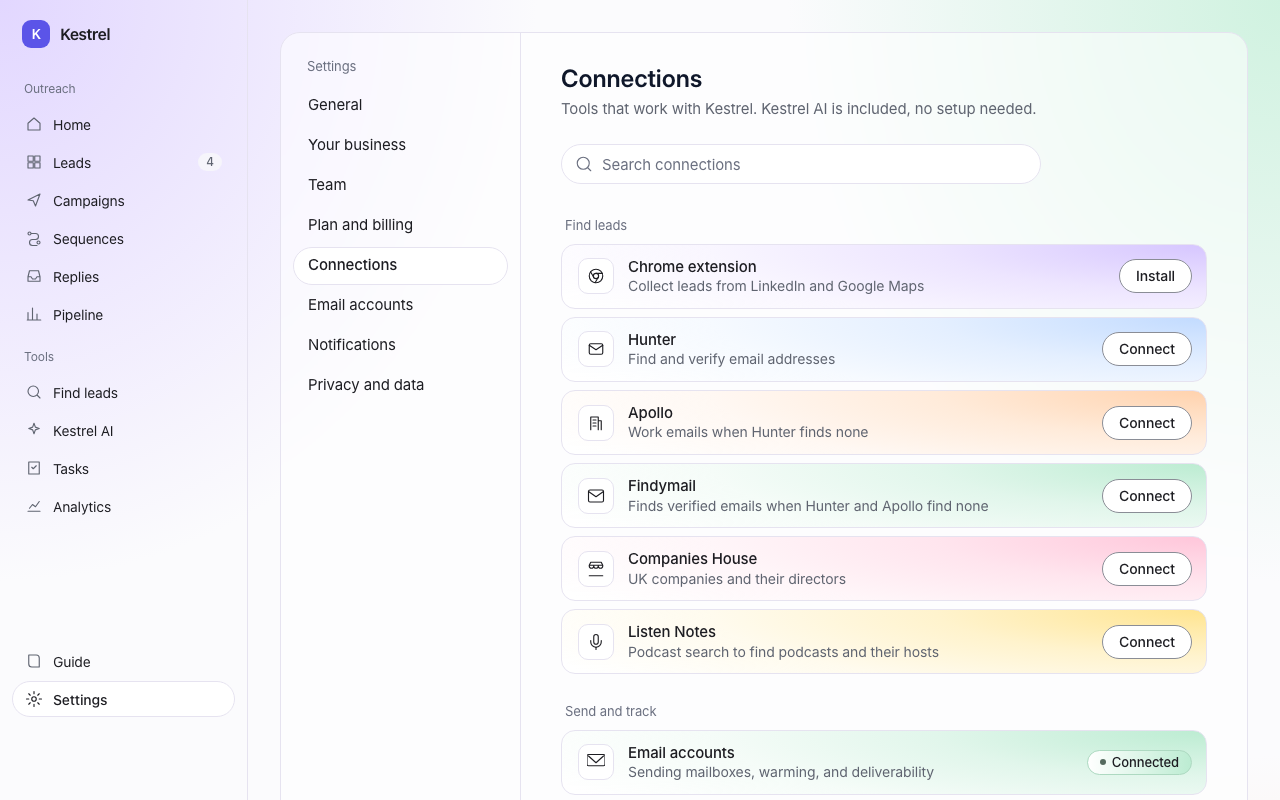 K
Kestrel
Outreach
Home
Leads
4
Campaigns
Sequences
Replies
Pipeline
Tools
Find leads
Kestrel AI
Tasks
Analytics
Guide
Settings
Settings
General
Your business
Team
Plan and billing
Connections
Email accounts
Notifications
Privacy and data
Connections
Tools that work with Kestrel. Kestrel AI is included, no setup needed.
Search connections
Find leads
Chrome extension
Collect leads from LinkedIn and Google Maps
Install
Hunter
Find and verify email addresses
Connect
Apollo
Work emails when Hunter finds none
Connect
Findymail
Finds verified emails when Hunter and Apollo find none
Connect
Companies House
UK companies and their directors
Connect
Listen Notes
Podcast search to find podcasts and their hosts
Connect
Send and track
Email accounts
Sending mailboxes, warming, and deliverability
Connected